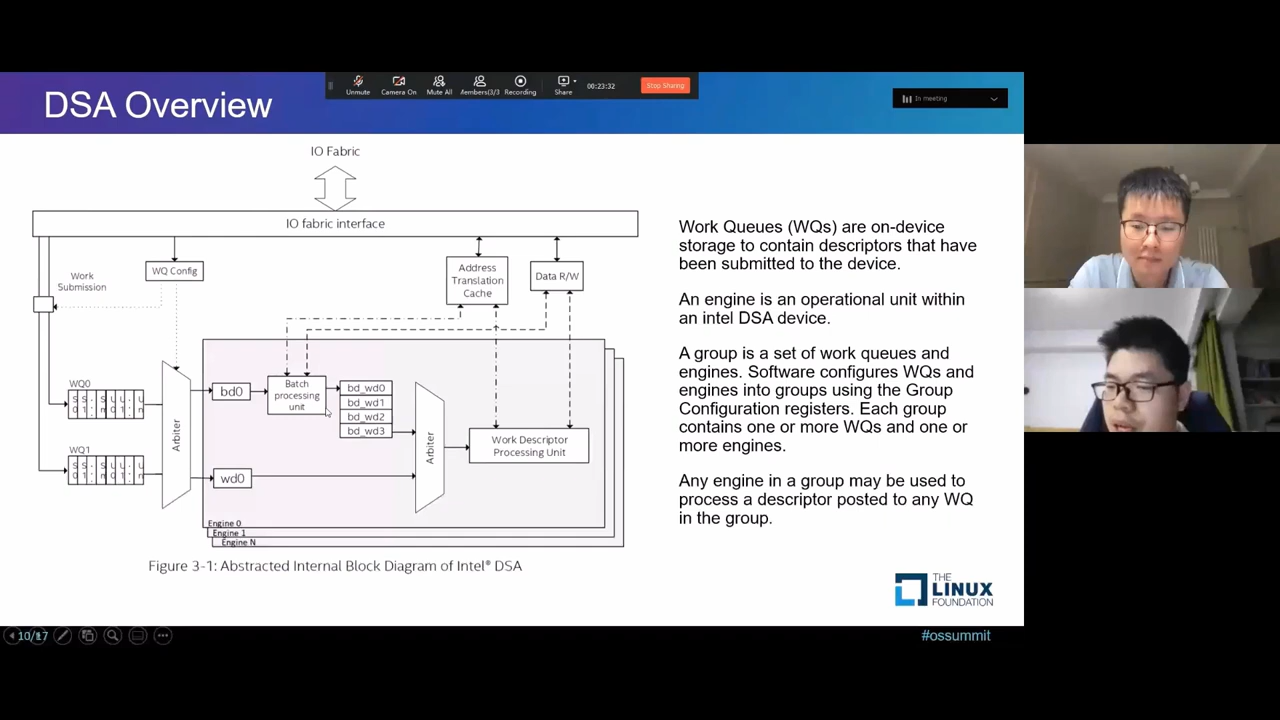 DSA Overview
Unmute
Camera On
Mute All
Members(3/3
Recording
Share
00:23:32
Stop Sharing
In meeting
IO Fabric
IO fabric interface
Work
Submission
WQ Config
Address
Translation
Cache
Data R/W
WQ0
WQ1
Arbiter
bd0
Batch
processing
unit
bd_wd0
bd_wd1
bd_wd2
bd_wd3
Arbiter
Work Descriptor
Processing Unit
wd0
Engine 0
Engine 1
Engine N
Figure 3-1: Abstracted Internal Block Diagram of Intel® DSA
Work Queues (WQs) are on-device
storage to contain descriptors that have
been submitted to the device.
An engine is an operational unit within
an intel DSA device.
A group is a set of work queues and
engines. Software configures WQs and
engines into groups using the Group
Configuration registers. Each group
contains one or more WQs and one or
more engines.
Any engine in a group may be used to
process a descriptor posted to any WQ
in the group.
THE
LINUX
FOUNDATION
10/17
#ossummit